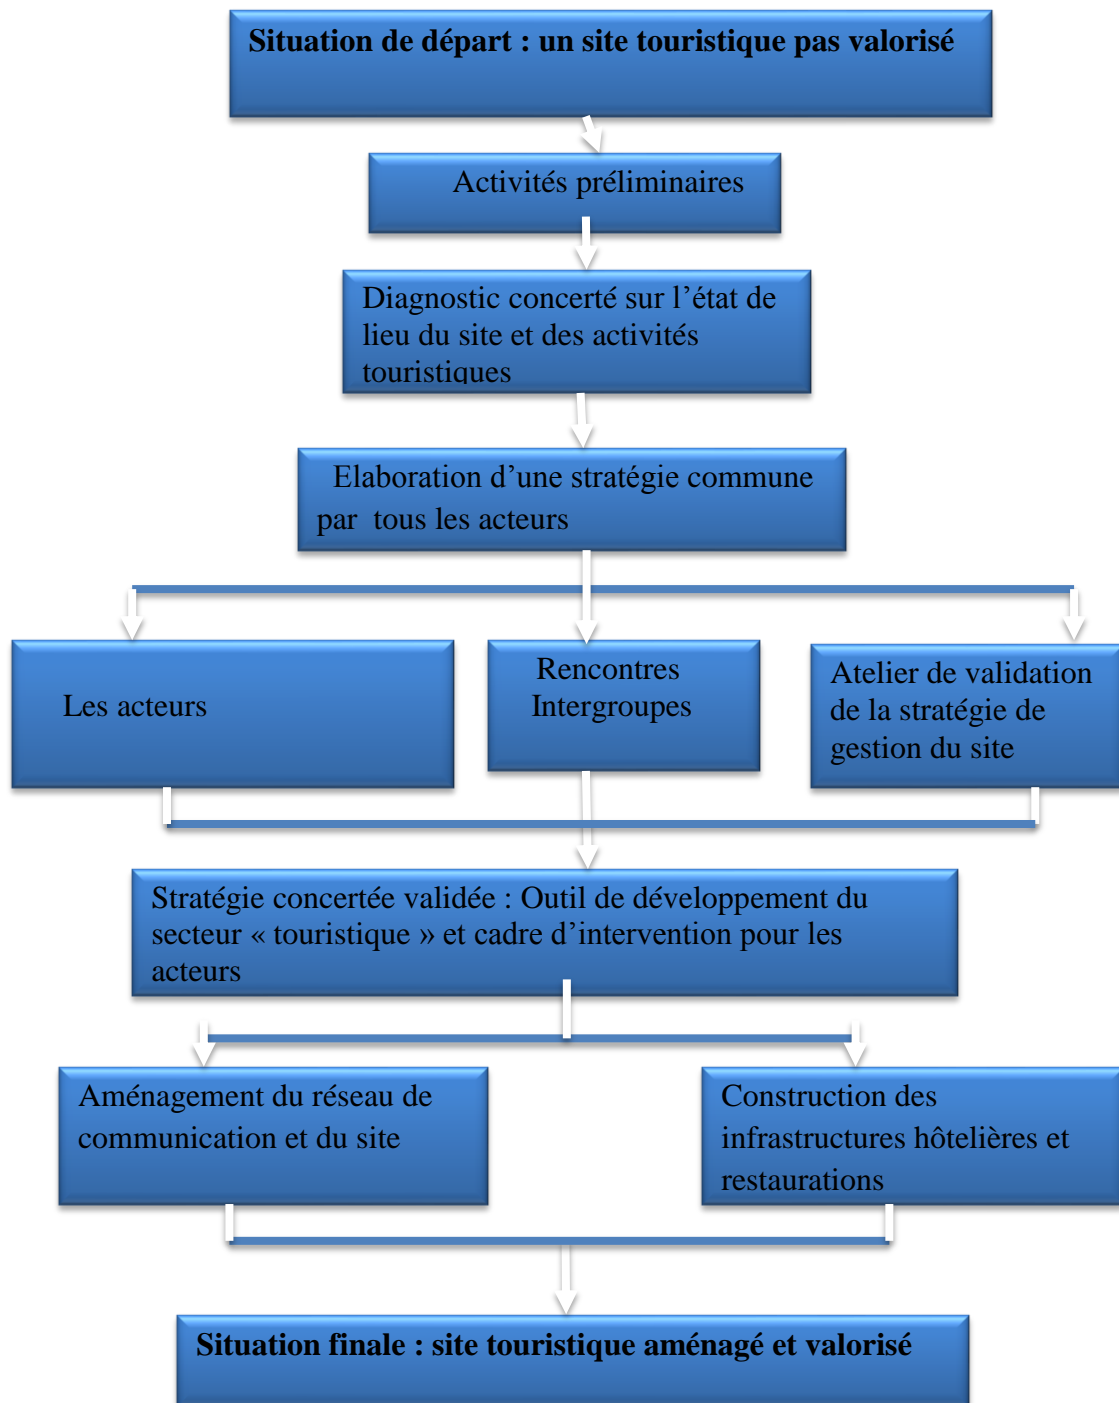 Situation de départ : un site touristique pas valorisé
Activités préliminaires
Diagnostic concerté sur l’état de
lieu du site et des activités
touristiques
Elaboration d’une stratégie commune
par tous les acteurs
Les acteurs
Rencontres
Intergroupes
Atelier de validation
de la stratégie de
gestion du site
Stratégie concertée validée : Outil de développement du
secteur « touristique » et cadre d’intervention pour les
acteurs
Aménagement du réseau de
communication et du site
Construction des
infrastructures hôtelières et
restaurations
Situation finale : site touristique aménagé et valorisé